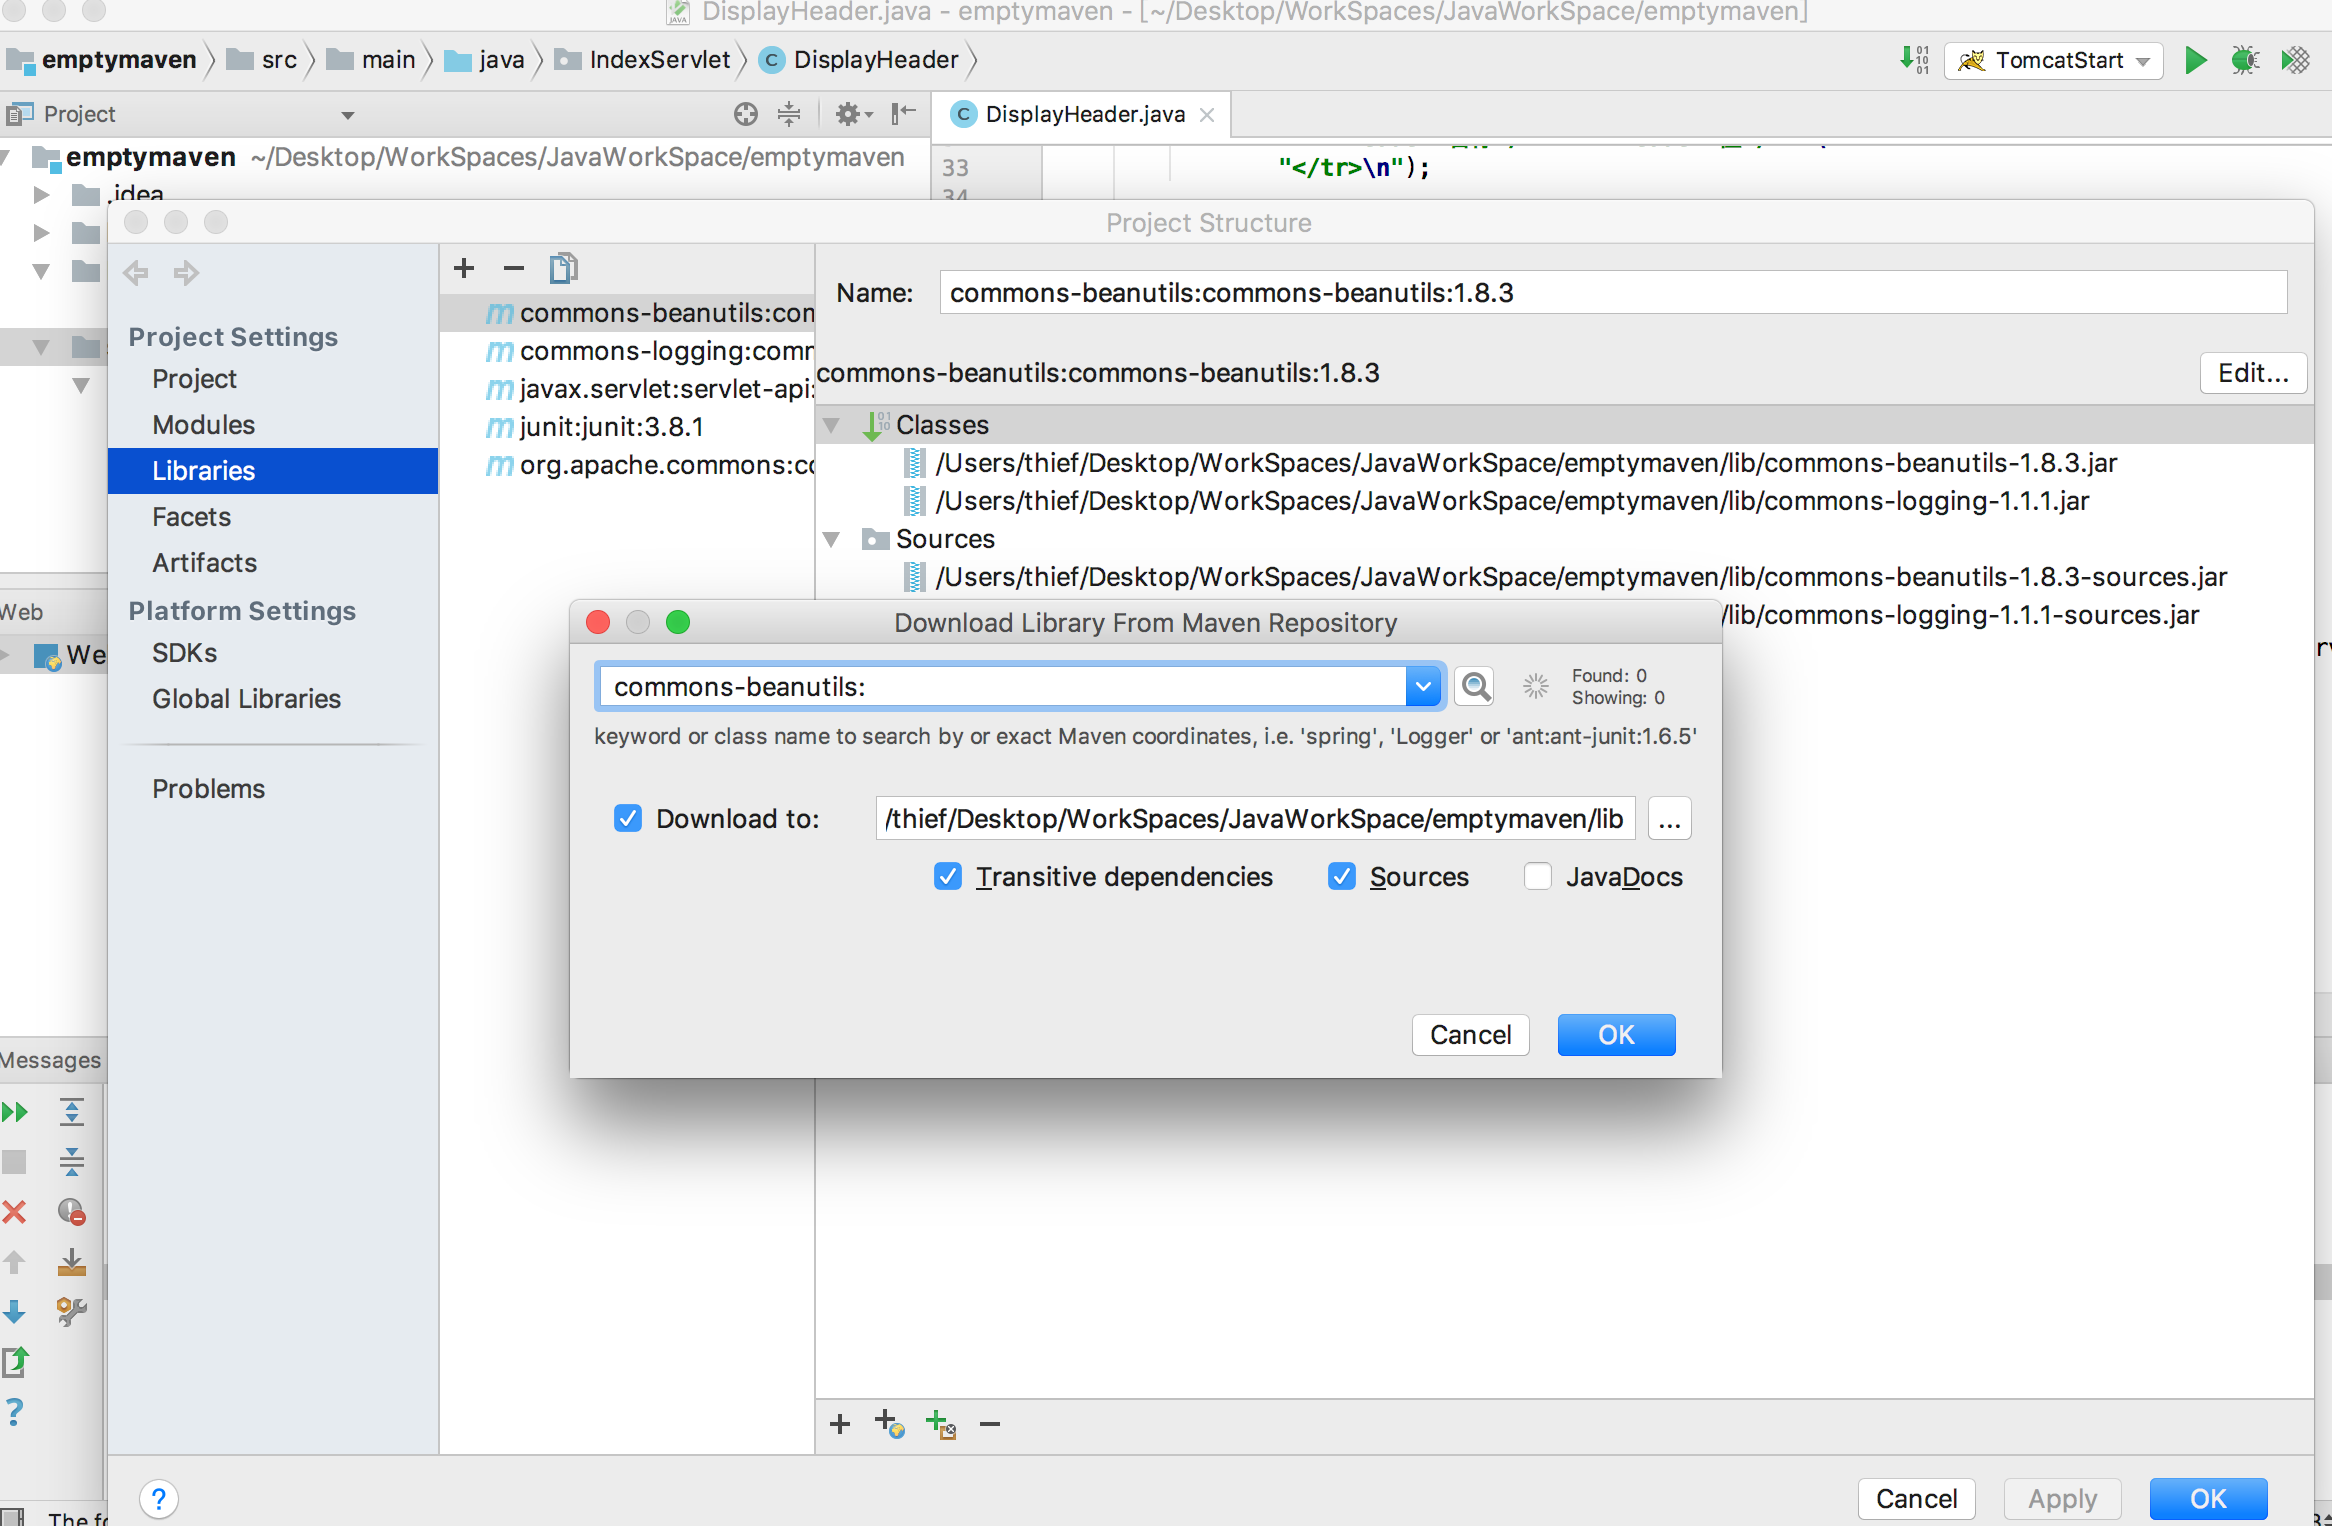 DisplayHeader.java - emptymaven - [~/Desktop/WorkSpaces/JavaWorkSpace/emptymaven]
emptymaven src main java IndexServlet DisplayHeader
TomcatStart
Project
DisplayHeader.java
emptymaven ~/Desktop/WorkSpaces/JavaWorkSpace/emptymaven
33
"</tr>\n");
.idea
34
Project Structure
Project Settings
Project
Modules
Libraries
Facets
Artifacts
Platform Settings
SDKs
Global Libraries
Problems
commons-beanutils:con
commons-logging:comm
javax.servlet:servlet-api:
junit:junit:3.8.1
org.apache.commons:co
Name: commons-beanutils:commons-beanutils:1.8.3
commons-beanutils:commons-beanutils:1.8.3
Edit...
Classes
/Users/thief/Desktop/WorkSpaces/JavaWorkSpace/emptymaven/lib/commons-beanutils-1.8.3.jar
/Users/thief/Desktop/WorkSpaces/JavaWorkSpace/emptymaven/lib/commons-logging-1.1.1.jar
Sources
/Users/thief/Desktop/WorkSpaces/JavaWorkSpace/emptymaven/lib/commons-beanutils-1.8.3-sources.jar
/lib/commons-logging-1.1.1-sources.jar
Web
We
Download Library From Maven Repository
commons-beanutils:
Found: 0
Showing: 0
keyword or class name to search by or exact Maven coordinates, i.e. 'spring', 'Logger' or 'ant:ant-junit:1.6.5'
Download to: /thief/Desktop/WorkSpaces/JavaWorkSpace/emptymaven/lib ...
Transitive dependencies Sources JavaDocs
Cancel OK
Messages
Cancel Apply OK
The fo